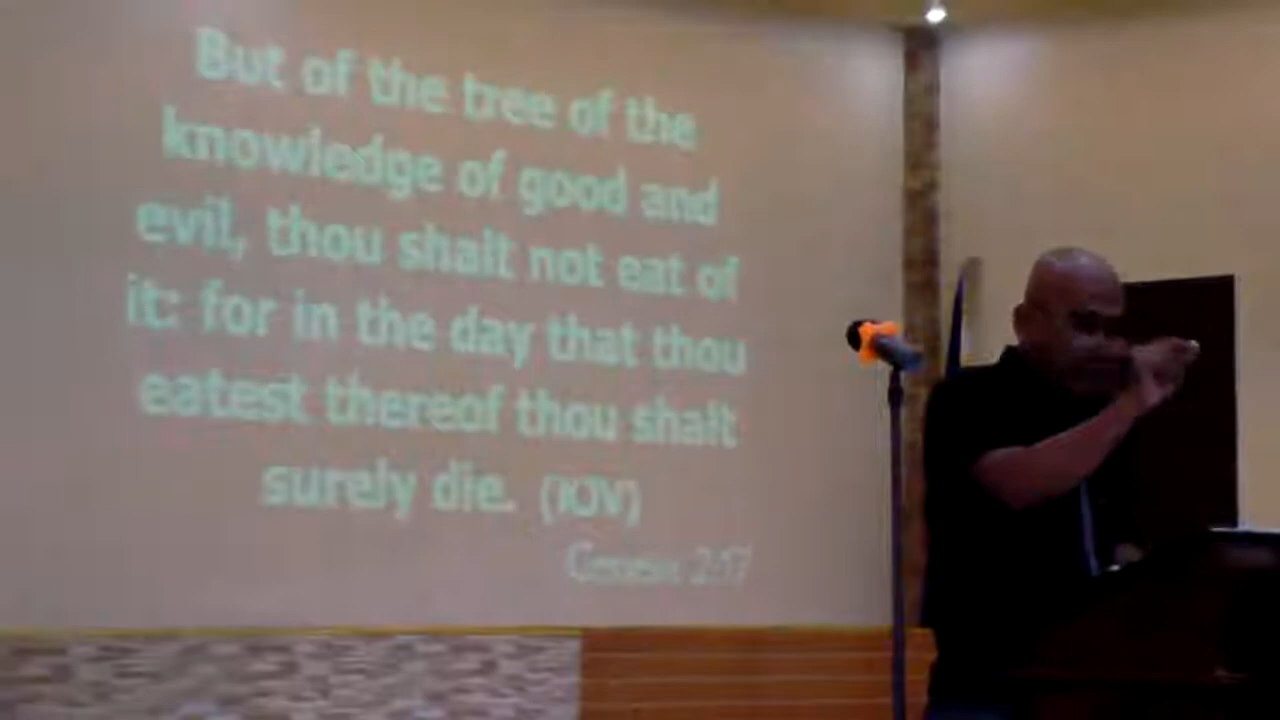 But of the tree of the
knowledge of good and
evil, thou shalt not eat of
it: for in the day that thou
eatest thereof thou shalt
surely die. (KJV)
Genesis 2:17